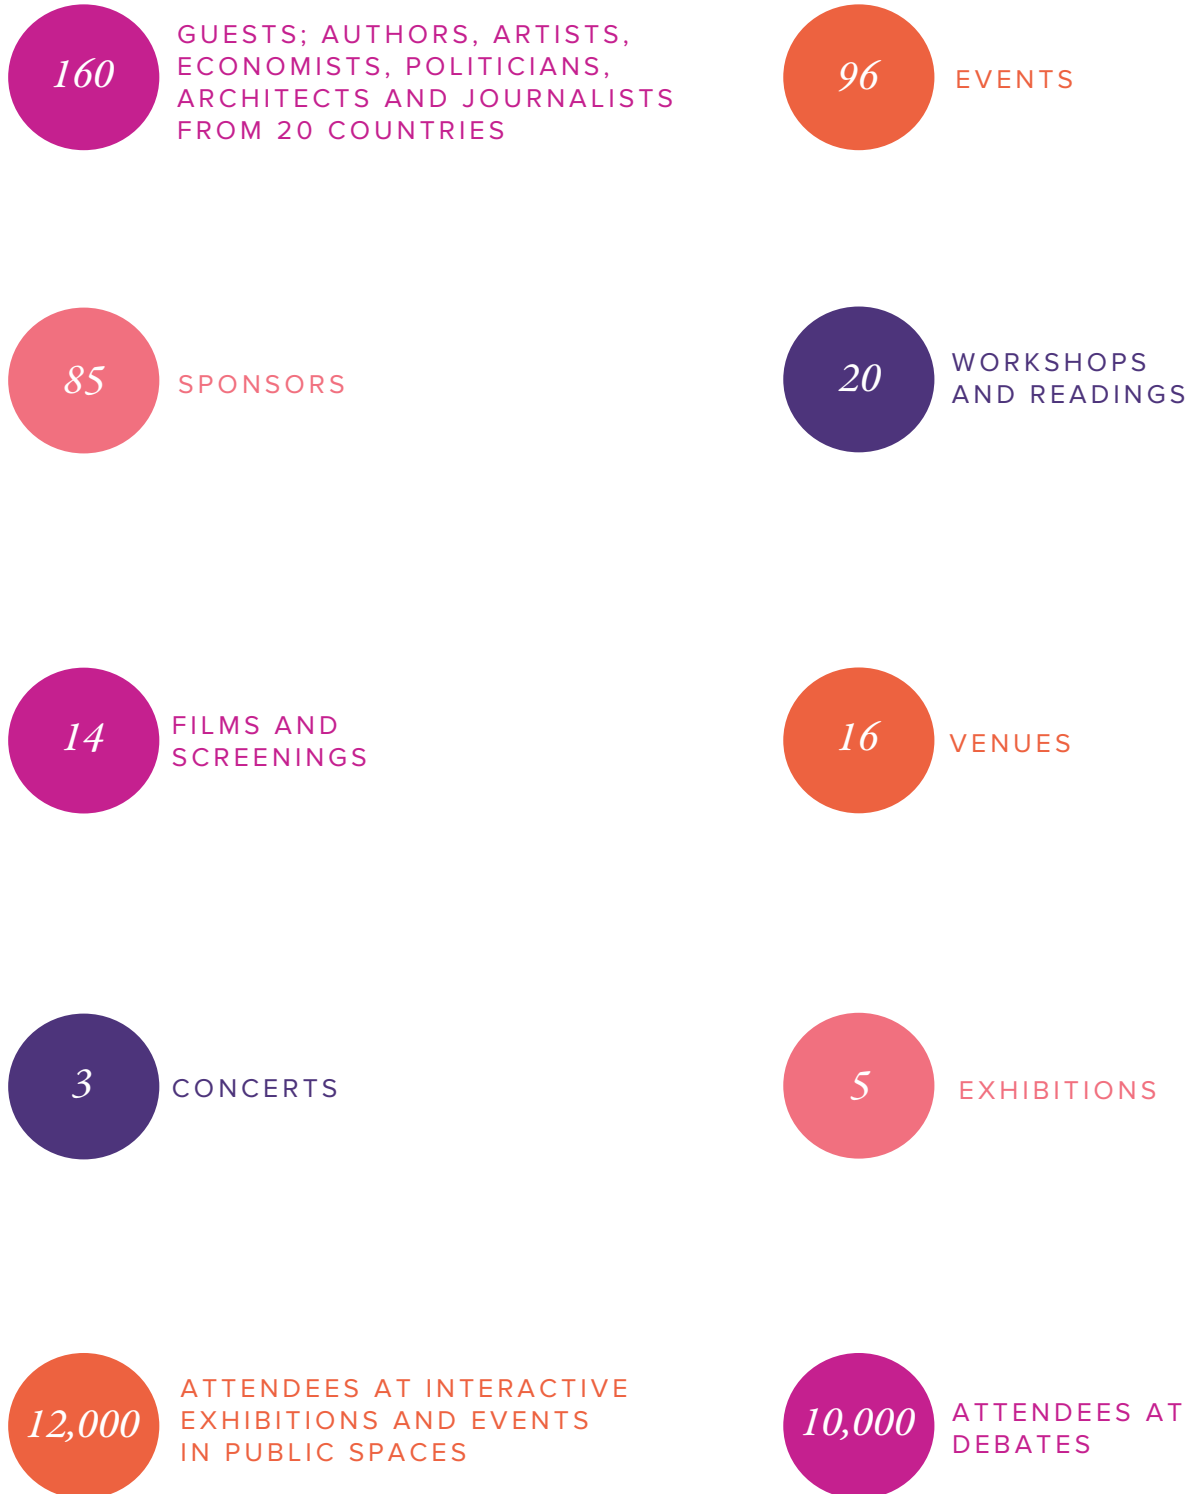 160
GUESTS; AUTHORS, ARTISTS,
ECONOMISTS, POLITICIANS,
ARCHITECTS AND JOURNALISTS
FROM 20 COUNTRIES
96
EVENTS
85
SPONSORS
20
WORKSHOPS
AND READINGS
14
FILMS AND
SCREENINGS
16
VENUES
3
CONCERTS
5
EXHIBITIONS
12,000
ATTENDEES AT INTERACTIVE
EXHIBITIONS AND EVENTS
IN PUBLIC SPACES
10,000
ATTENDEES AT
DEBATES